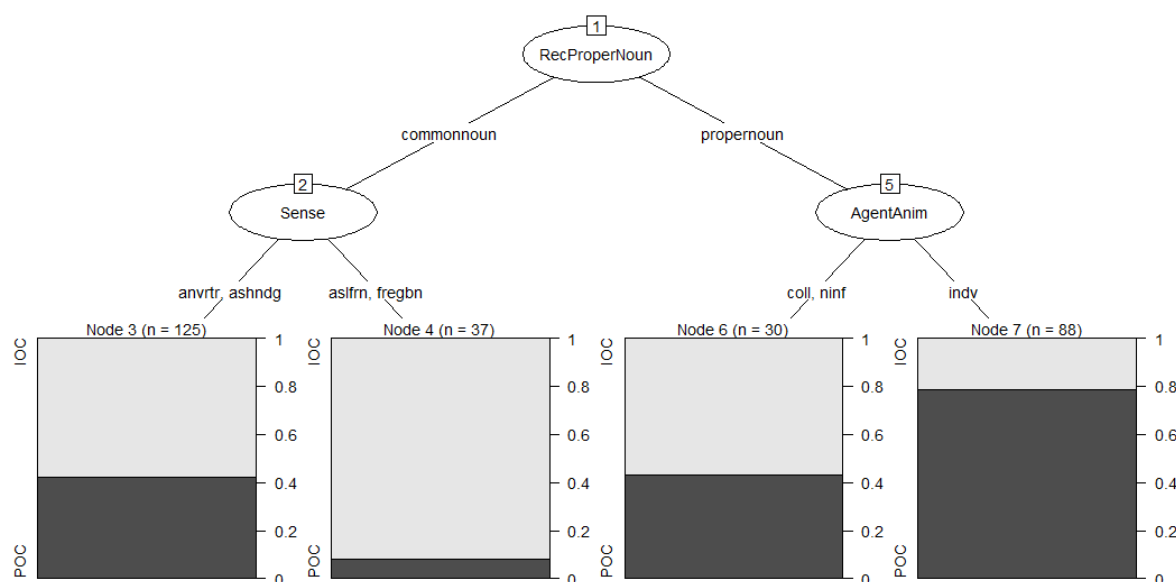 1
RecProperNoun
commonnoun
propernoun
2
Sense
5
AgentAnim
anvrtr, ashndg
aslfrn, fregbn
coll, ninf
indv
Node 3 (n = 125)
IOC
POC
1
0.8
0.6
0.4
0.2
0
Node 4 (n = 37)
IOC
POC
1
0.8
0.6
0.4
0.2
0
Node 6 (n = 30)
IOC
POC
1
0.8
0.6
0.4
0.2
0
Node 7 (n = 88)
IOC
POC
1
0.8
0.6
0.4
0.2
0